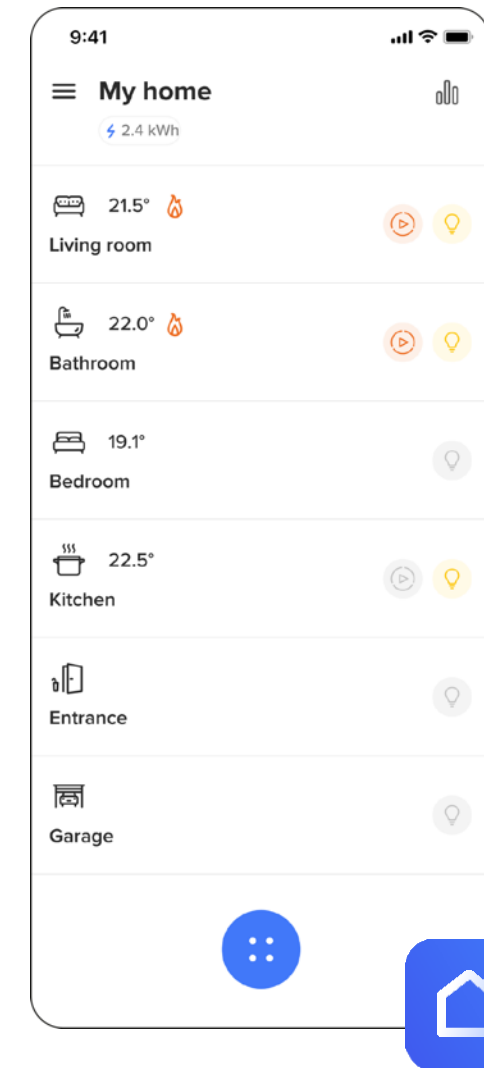 9:41
My home
2.4 kWh
21.5°
Living room
22.0°
Bathroom
19.1°
Bedroom
22.5°
Kitchen
Entrance
Garage